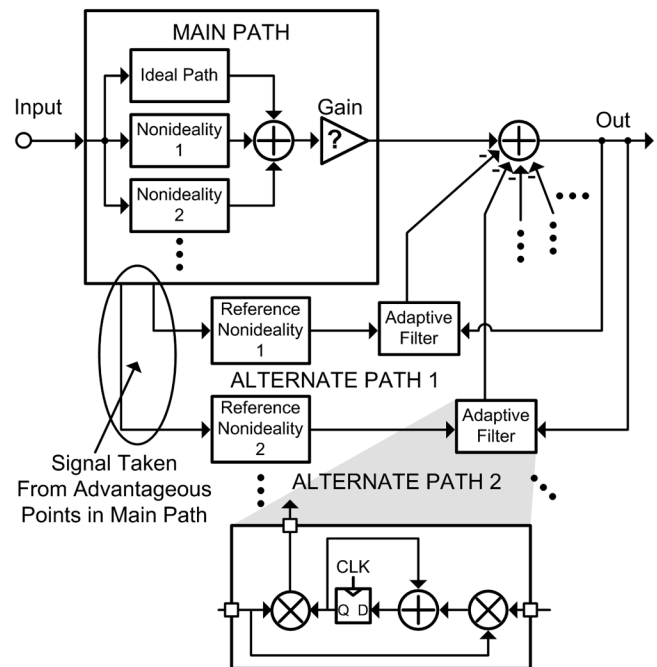 MAIN PATH
Ideal Path
Input
Gain
Nonideality
1
?
Out
Nonideality
2
Reference
Nonideality
1
Adaptive
Filter
ALTERNATE PATH 1
Reference
Nonideality
2
Adaptive
Filter
Signal Taken
From Advantageous
Points in Main Path
ALTERNATE PATH 2
CLK
Q D